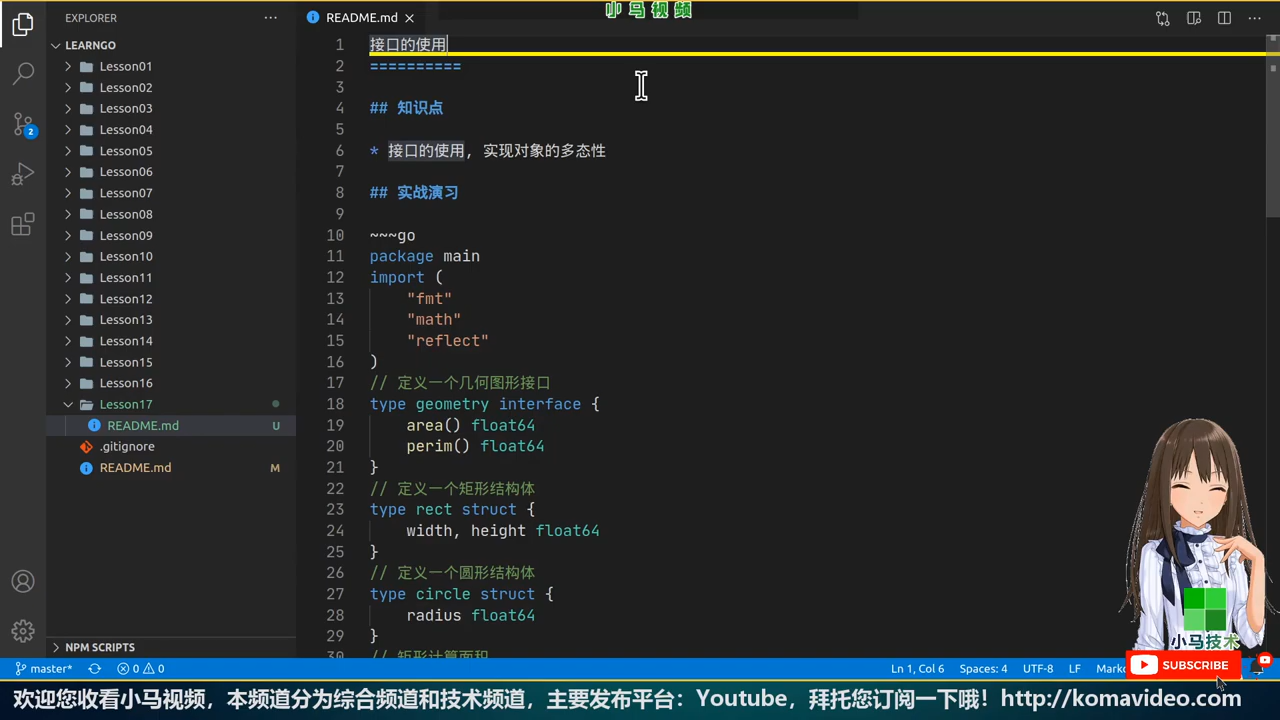 小马视频
EXPLORER
README.md
LEARNGO
Lesson01
Lesson02
Lesson03
Lesson04
Lesson05
Lesson06
Lesson07
Lesson08
Lesson09
Lesson10
Lesson11
Lesson12
Lesson13
Lesson14
Lesson15
Lesson16
Lesson17
README.md U
.gitignore
README.md M
NPM SCRIPTS
2
1 接口的使用
2 ==========
3
4 ## 知识点
5
6 * 接口的使用, 实现对象的多态性
7
8 ## 实战演习
9
10 ~~~go
11 package main
12 import (
13 "fmt"
14 "math"
15 "reflect"
16 )
17 // 定义一个几何图形接口
18 type geometry interface {
19 area() float64
20 perim() float64
21 }
22 // 定义一个矩形结构体
23 type rect struct {
24 width, height float64
25 }
26 // 定义一个圆形结构体
27 type circle struct {
28 radius float64
29 }
30 // 矩形计算面积
小马技术
SUBSCRIBE
master* 0 0 Ln 1, Col 6 Spaces: 4 UTF-8 LF
欢迎您收看小马视频，本频道分为综合频道和技术频道，主要发布平台：Youtube，拜托您订阅一下哦！http://komavideo.com